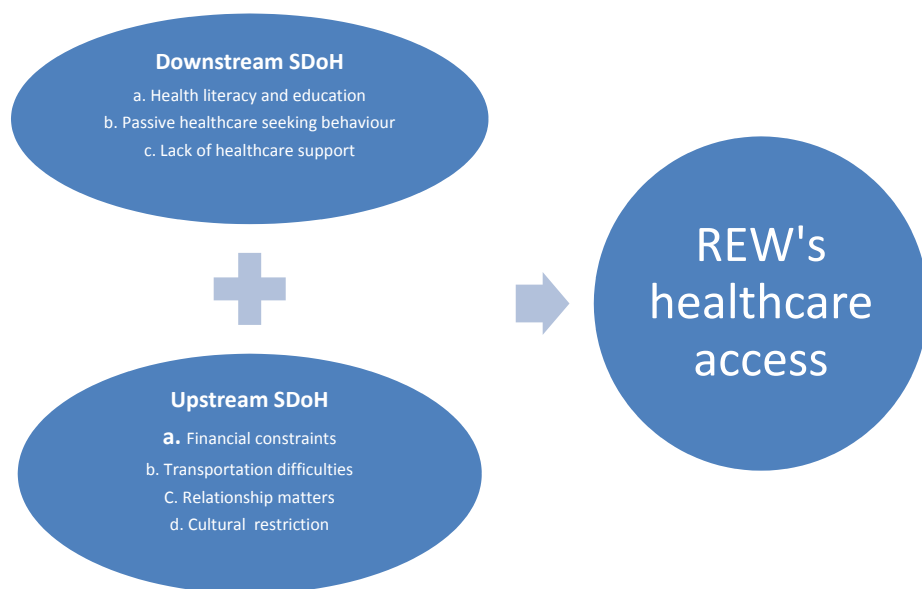 Downstream SDoH
a. Health literacy and education
b. Passive healthcare seeking behaviour
c. Lack of healthcare support
Upstream SDoH
a. Financial constraints
b. Transportation difficulties
C. Relationship matters
d. Cultural restriction
REW's
healthcare
access